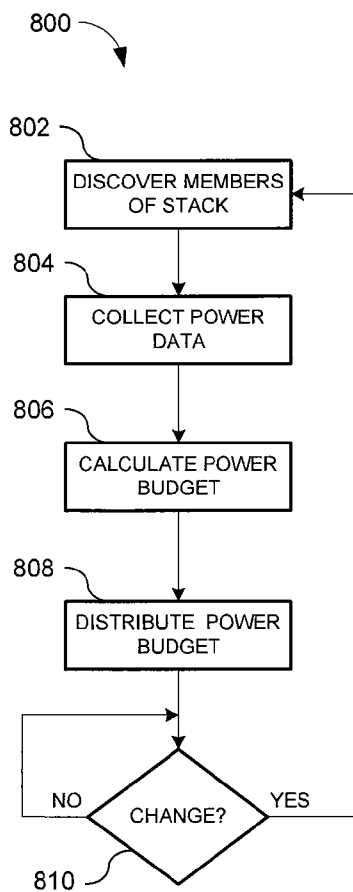 800
802
DISCOVER MEMBERS
OF STACK
804
COLLECT POWER
DATA
806
CALCULATE POWER
BUDGET
808
DISTRIBUTE POWER
BUDGET
NO
CHANGE?
YES
810